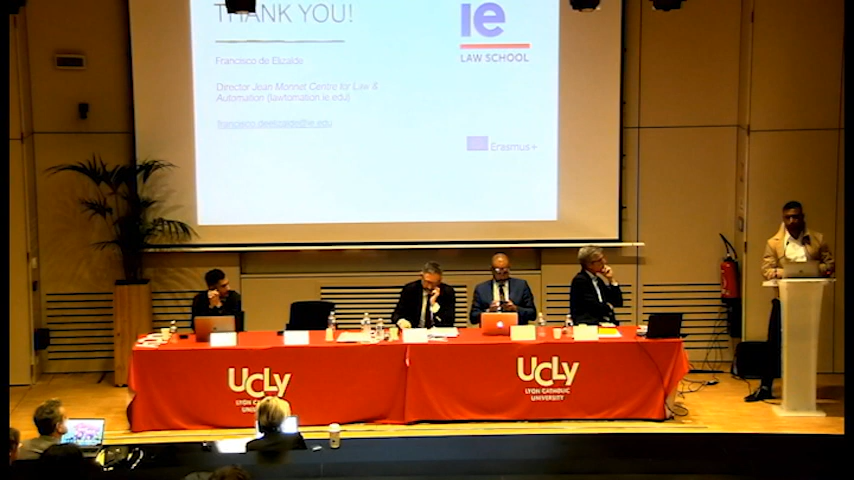 THANK YOU!
Francisco de Elizalde
Director Jean Monnet Centre for Law &
Automation (lawtomation.ie.edu)
francisco.deelizalde@ie.edu
ie
LAW SCHOOL
Erasmus+
UCLy
LYON CATHOLIC
UNIVERSITY
UCLy
LYON CATHOLIC
UNIVERSITY